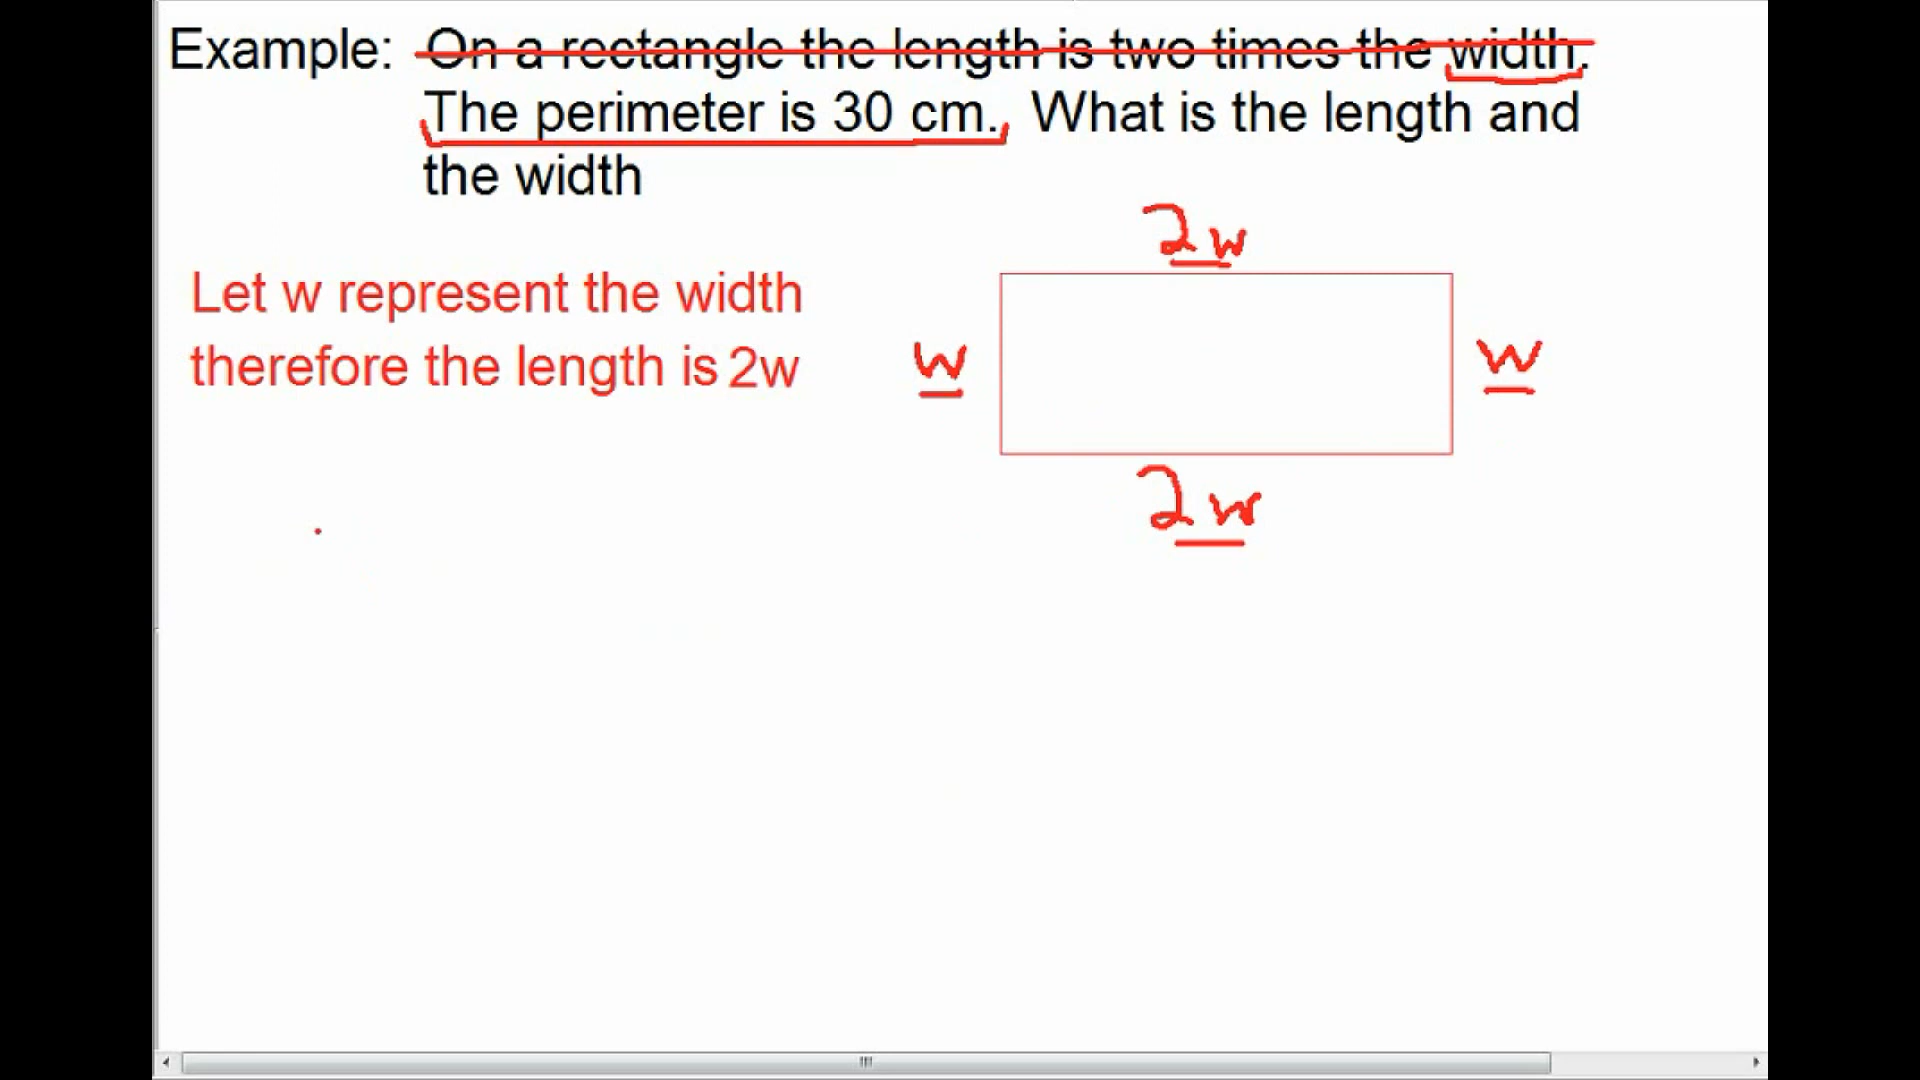 Example: On a rectangle the length is two times the width.
The perimeter is 30 cm. What is the length and
the width
2w
Let w represent the width
therefore the length is 2w
w
w
2w